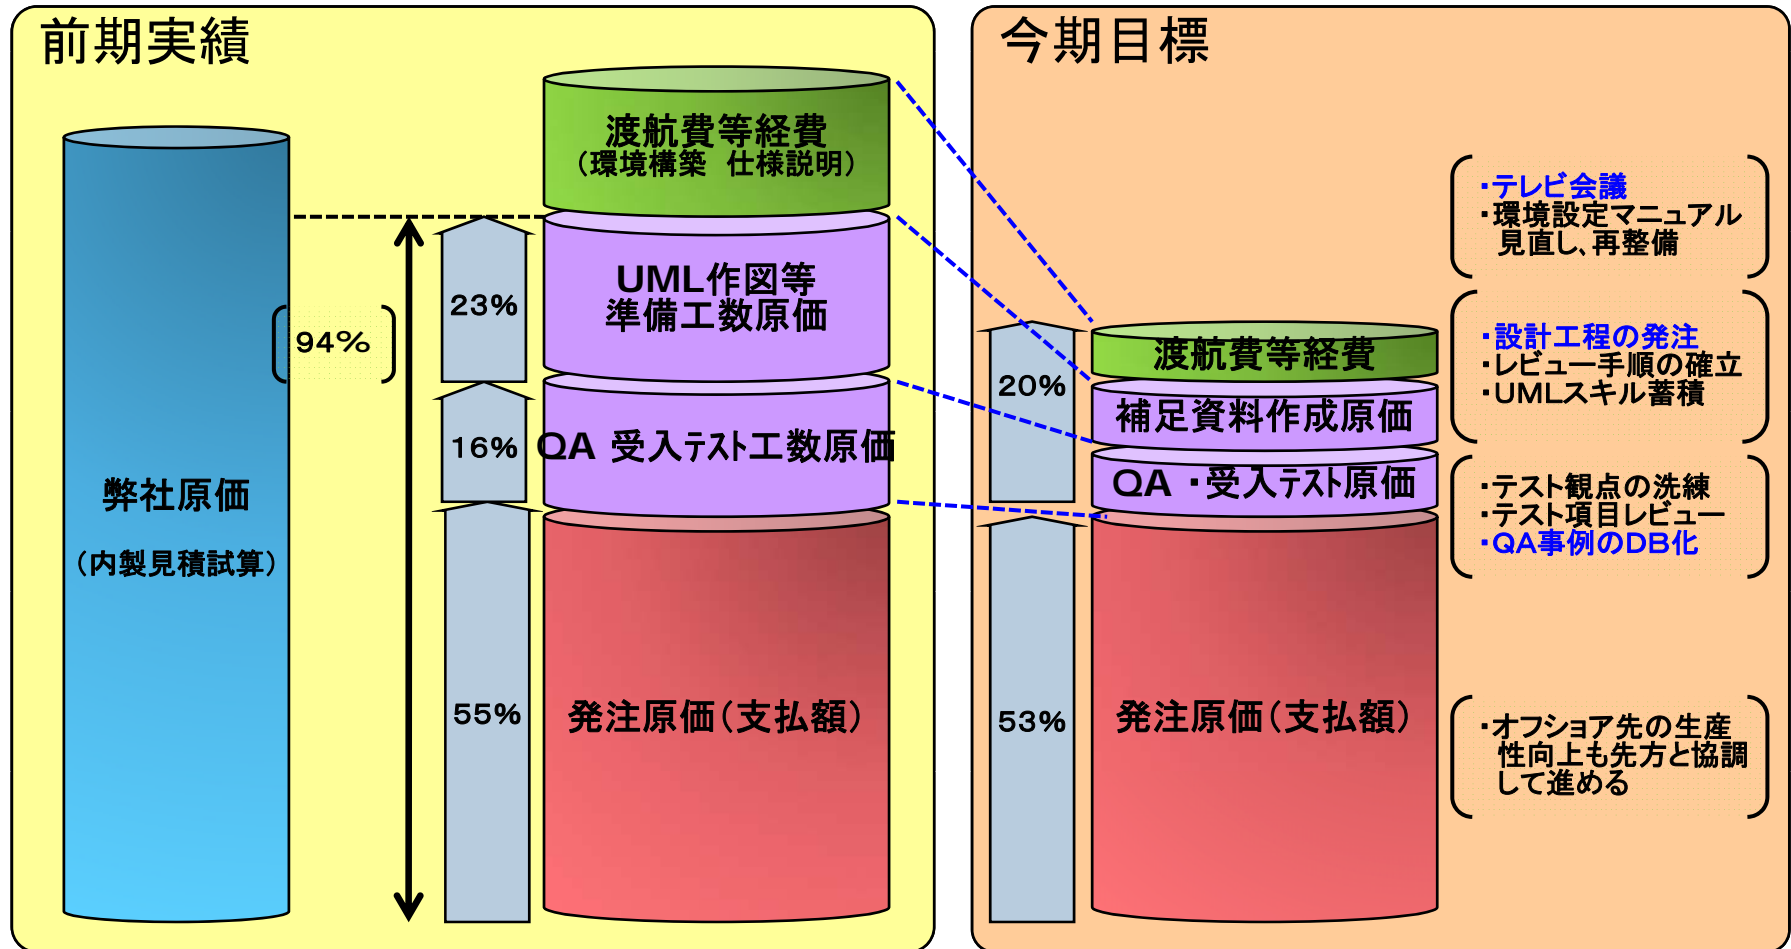 前期実績
弊社原価
（内製見積試算）
94%
23%
16%
55%
渡航費等経費
（環境構築　仕様説明）
UML作図等
準備工数原価
QA 受入テスト工数原価
発注原価（支払額）
今期目標
20%
53%
渡航費等経費
補足資料作成原価
QA ・受入テスト原価
発注原価（支払額）
・テレビ会議
・環境設定マニュアル
見直し、再整備
・設計工程の発注
・レビュー手順の確立
・UMLスキル蓄積
・テスト観点の洗練
・テスト項目レビュー
・QA事例のDB化
・オフショア先の生産
性向上も先方と協調
して進める